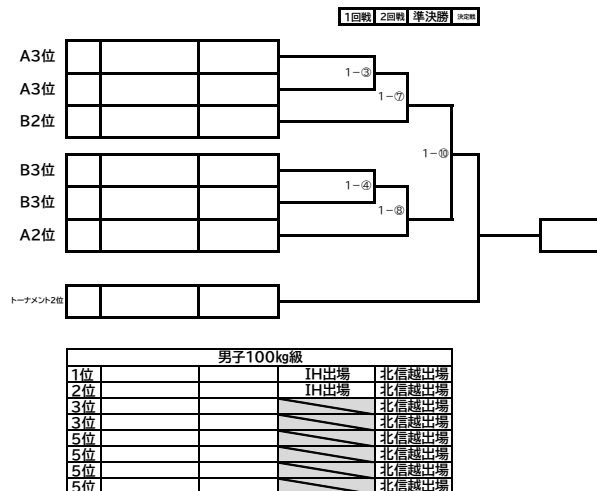 1回戦 2回戦 準決勝 決定戦
A3位
1−③
A3位
1−⑦
B2位
1−⑩
B3位
1−④
B3位
1−⑧
A2位
トーナメント2位
男子100㎏級
1位 IH出場 北信越出場
2位 IH出場 北信越出場
3位 北信越出場
3位 北信越出場
5位 北信越出場
5位 北信越出場
5位 北信越出場
5位 北信越出場